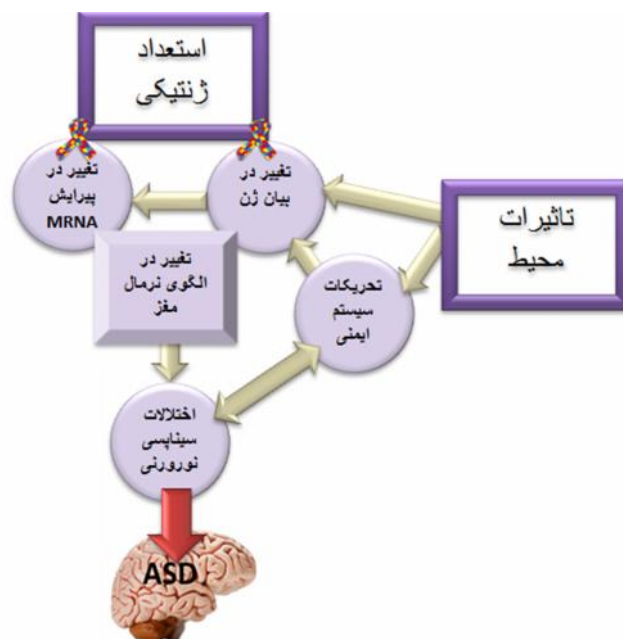 استعداد
ژنتیکی
تغییر در
پیرایش
MRNA
تغییر در
بیان ژن
تاثیرات
محیط
تغییر در
الگوی نرمال
مغز
تحریکات
سیستم
ایمنی
اختلالات
سیناپسی
نورورنی
ASD